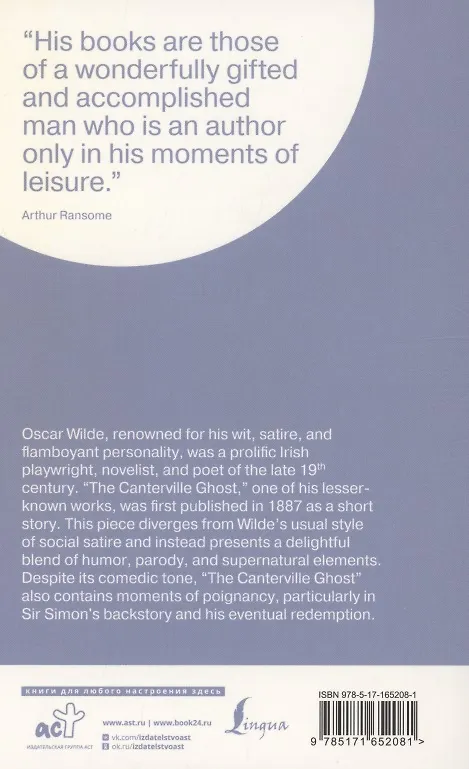 “His books are those
of a wonderfully gifted
and accomplished
man who is an author
only in his moments of
leisure.”
Arthur Ransome
Oscar Wilde, renowned for his wit, satire, and
flamboyant personality, was a prolific Irish
playwright, novelist, and poet of the late 19th
century. “The Canterville Ghost,” one of his lesser-
known works, was first published in 1887 as a short
story. This piece diverges from Wilde’s usual style
of social satire and instead presents a delightful
blend of humor, parody, and supernatural elements.
Despite its comedic tone, “The Canterville Ghost”
also contains moments of poignancy, particularly in
Sir Simon’s backstory and his eventual redemption.
книги для любого настроения здесь
аст
ИЗДАТЕЛЬСКАЯ ГРУППА АСТ
www.ast.ru | www.book24.ru
vk.com/izdatelstvoast
ok.ru/izdatelstvoast
Lingua
ISBN 978-5-17-165208-1
9 785171 652081 >